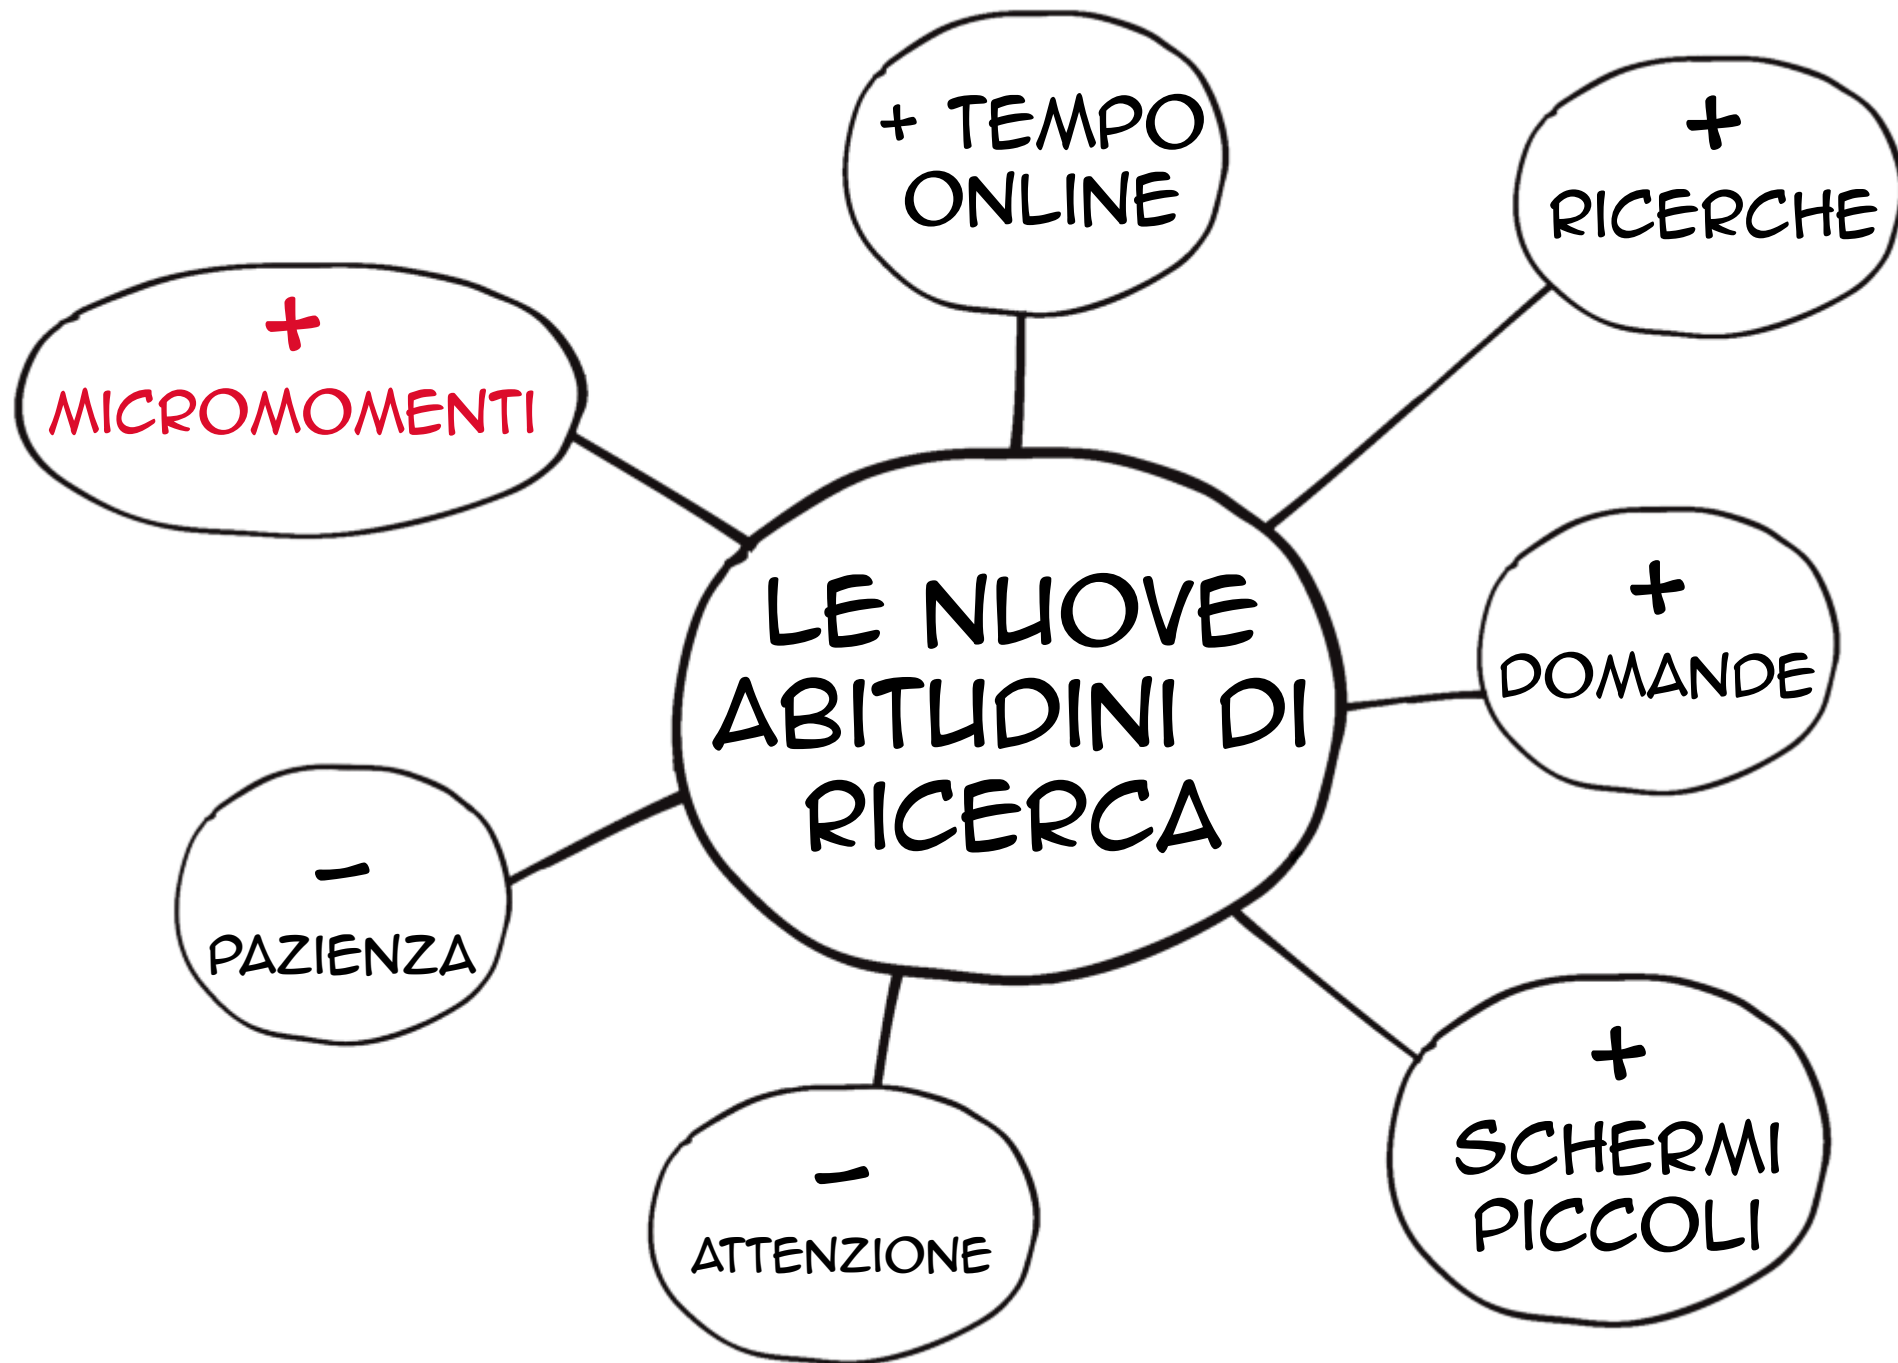 + TEMPO
ONLINE
+
RICERCHE
+
MICROMOMENTI
LE NUOVE
ABITUDINI DI
RICERCA
+
DOMANDE
-
PAZIENZA
+
SCHERMI
PICCOLI
-
ATTENZIONE